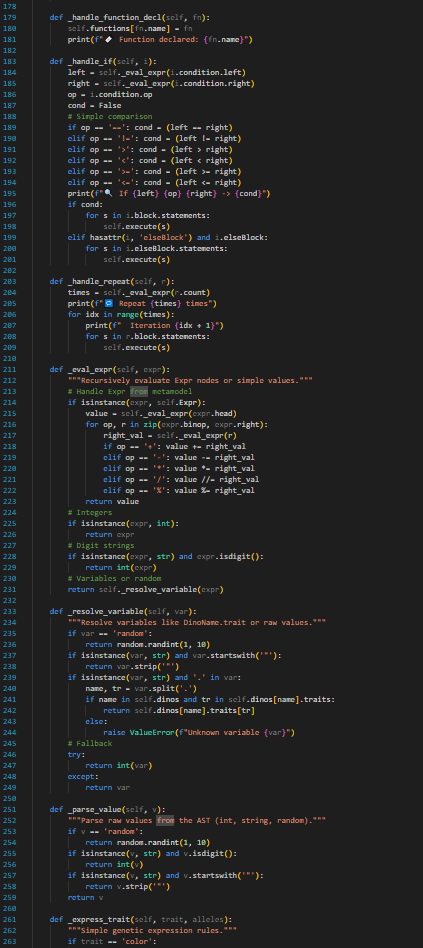 178
179 def _handle_function_decl(self, fn):
180 self.functions[fn.name] = fn
181 print(f"🧬 Function declared: {fn.name}")
182
183 def _handle_if(self, i):
184 left = self._eval_expr(i.condition.left)
185 right = self._eval_expr(i.condition.right)
186 op = i.condition.op
187 cond = False
188 # Simple comparison
189 if op == '==': cond = (left == right)
190 elif op == '!=': cond = (left != right)
191 elif op == '>': cond = (left > right)
192 elif op == '<': cond = (left < right)
193 elif op == '>=': cond = (left >= right)
194 elif op == '<=': cond = (left <= right)
195 print(f"🔍 If {left} {op} {right} -> {cond}")
196 if cond:
197 for s in i.block.statements:
198 self.execute(s)
199 elif hasattr(i, 'elseBlock') and i.elseBlock:
200 for s in i.elseBlock.statements:
201 self.execute(s)
202
203 def _handle_repeat(self, r):
204 times = self._eval_expr(r.count)
205 print(f"🔁 Repeat {times} times")
206 for idx in range(times):
207 print(f" Iteration {idx + 1}")
208 for s in r.block.statements:
209 self.execute(s)
210
211 def _eval_expr(self, expr):
212 """Recursively evaluate Expr nodes or simple values."""
213 # Handle Expr from metamodel
214 if isinstance(expr, self.Expr):
215 value = self._eval_expr(expr.head)
216 for op, r in zip(expr.binop, expr.right):
217 right_val = self._eval_expr(r)
218 if op == '+': value += right_val
219 elif op == '-': value -= right_val
220 elif op == '*': value *= right_val
221 elif op == '/': value //= right_val
222 elif op == '%': value %= right_val
223 return value
224 # Integers
225 if isinstance(expr, int):
226 return expr
227 # Digit strings
228 if isinstance(expr, str) and expr.isdigit():
229 return int(expr)
230 # Variables or random
231 return self._resolve_variable(expr)
232
233 def _resolve_variable(self, var):
234 """Resolve variables like DinoName.trait or raw values."""
235 if var == 'random':
236 return random.randint(1, 10)
237 if isinstance(var, str) and var.startswith('"'):
238 return var.strip('"')
239 if isinstance(var, str) and '.' in var:
240 name, tr = var.split('.')
241 if name in self.dinos and tr in self.dinos[name].traits:
242 return self.dinos[name].traits[tr]
243 else:
244 raise ValueError(f"Unknown variable {var}")
245 # Fallback
246 try:
247 return int(var)
248 except:
249 return var
250
251 def _parse_value(self, v):
252 """Parse raw values from the AST (int, string, random)."""
253 if v == 'random':
254 return random.randint(1, 10)
255 if isinstance(v, str) and v.isdigit():
256 return int(v)
257 if isinstance(v, str) and v.startswith('"'):
258 return v.strip('"')
259 return v
260
261 def _express_trait(self, trait, alleles):
262 """Simple genetic expression rules."""
263 if trait == 'color':